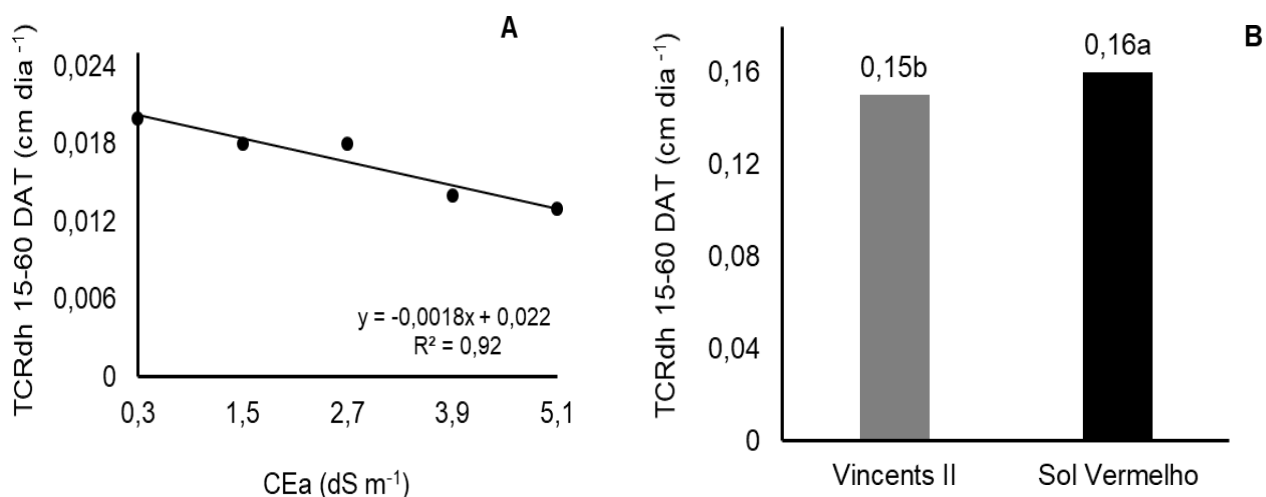 A
TCRdh 15-60 DAT (cm dia -1)
0,024
0,018
0,012
0,006
0
y = -0,0018x + 0,022
R² = 0,92
0,3 1,5 2,7 3,9 5,1
CEa (dS m-1)
B
TCRdh 15-60 DAT (cm dia -1)
0,16
0,12
0,08
0,04
0
0,15b
0,16a
Vincents II Sol Vermelho